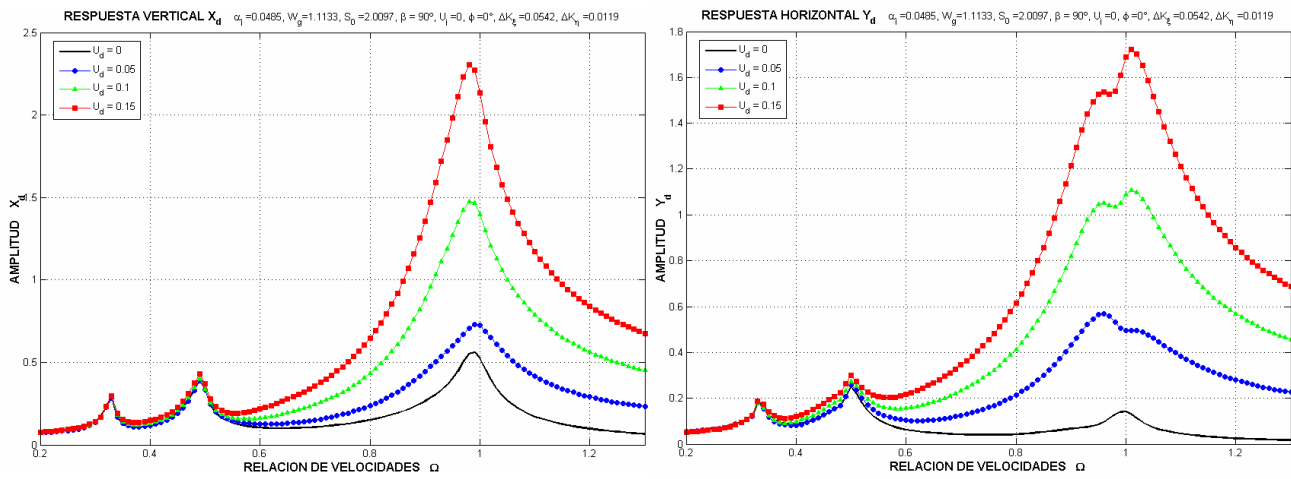 RESPUESTA VERTICAL X_d α_i =0.0485, W_g =1.1133, S_0 =2.0097, β = 90º, U_i =0, ϕ =0°, ΔK_ξ =0.0542, ΔK_η =0.0119
2.5
2
1.5
1
0.5
0
0.2
0.4
0.6
0.8
1
1.2
AMPLITUD X_d
RELACION DE VELOCIDADES Ω
U_d = 0
U_d = 0.05
U_d = 0.1
U_d = 0.15
RESPUESTA HORIZONTAL Y_d α_i =0.0485, W_g =1.1133, S_0 =2.0097, β = 90º, U_i =0, ϕ =0°, ΔK_ξ =0.0542, ΔK_η =0.0119
1.8
1.6
1.4
1.2
1
0.8
0.6
0.4
0.2
0
0.2
0.4
0.6
0.8
1
1.2
AMPLITUD Y_d
RELACION DE VELOCIDADES Ω
U_d = 0
U_d = 0.05
U_d = 0.1
U_d = 0.15